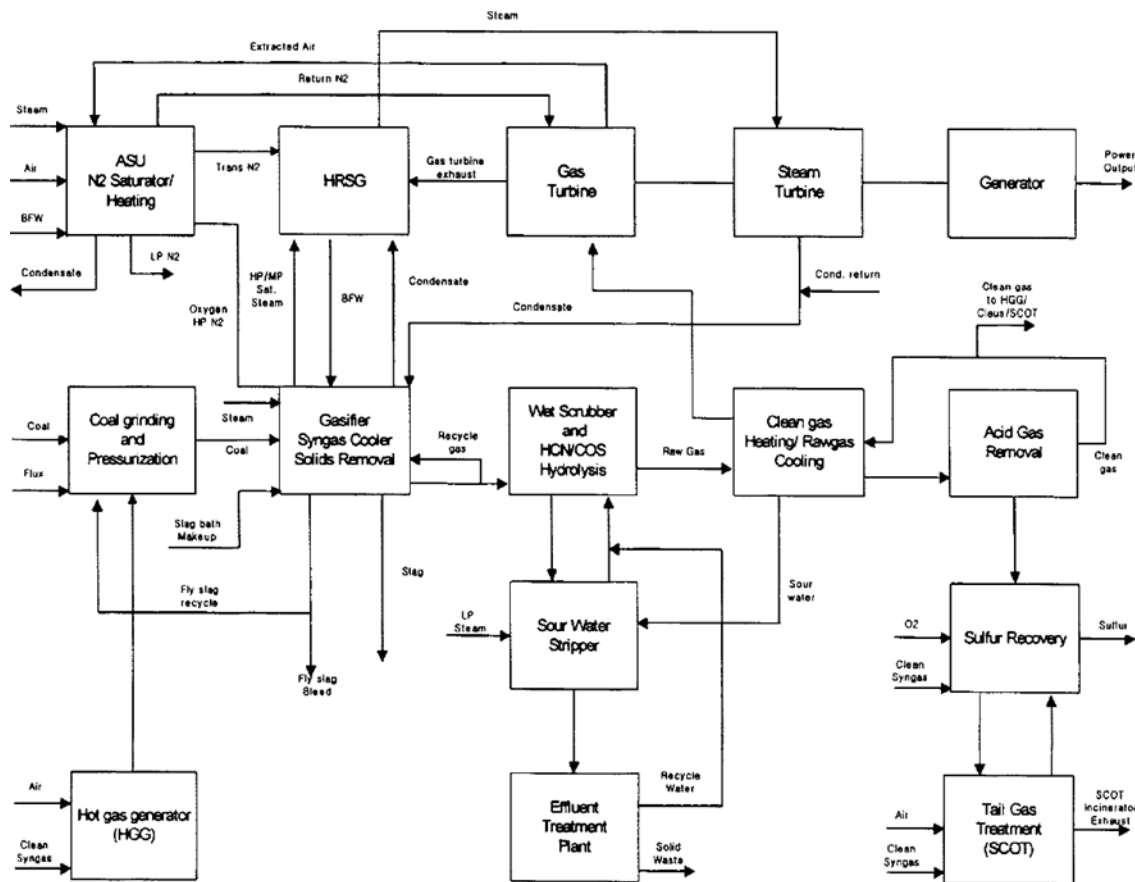 Steam
Extracted Air
Return N2
Steam
Air
BFW
ASU
N2 Saturator/
Heating
Trans N2
HRSG
Gas turbine
exhaust
Gas
Turbine
Steam
Turbine
Generator
Power
Output
Condensate
LP N2
Oxygen
HP N2
HP/MP
Sat.
Steam
BFW
Condensate
Condensate
Cond. return
Clean gas
to HGG/
Claus/SCOT
Coal
Flux
Coal grinding
and
Pressurization
Steam
Coal
Gasifier
Syngas Cooler
Solids Removal
Recycle
gas
Wet Scrubber
and
HCN/COS
Hydrolysis
Raw Gas
Clean gas
Heating/ Rawgas
Cooling
Acid Gas
Removal
Clean
gas
Slag bath
Makeup
Slag
Fly slag
recycle
Fly slag
Bleed
LP
Steam
Sour Water
Stripper
Sour
water
O2
Clean
Syngas
Sulfur Recovery
Sulfur
Air
Clean
Syngas
Hot gas generator
(HGG)
Effluent
Treatment
Plant
Recycle
Water
Solid
Waste
Air
Clean
Syngas
Tail Gas
Treatment
(SCOT)
SCOT
Incinerator
Exhaust